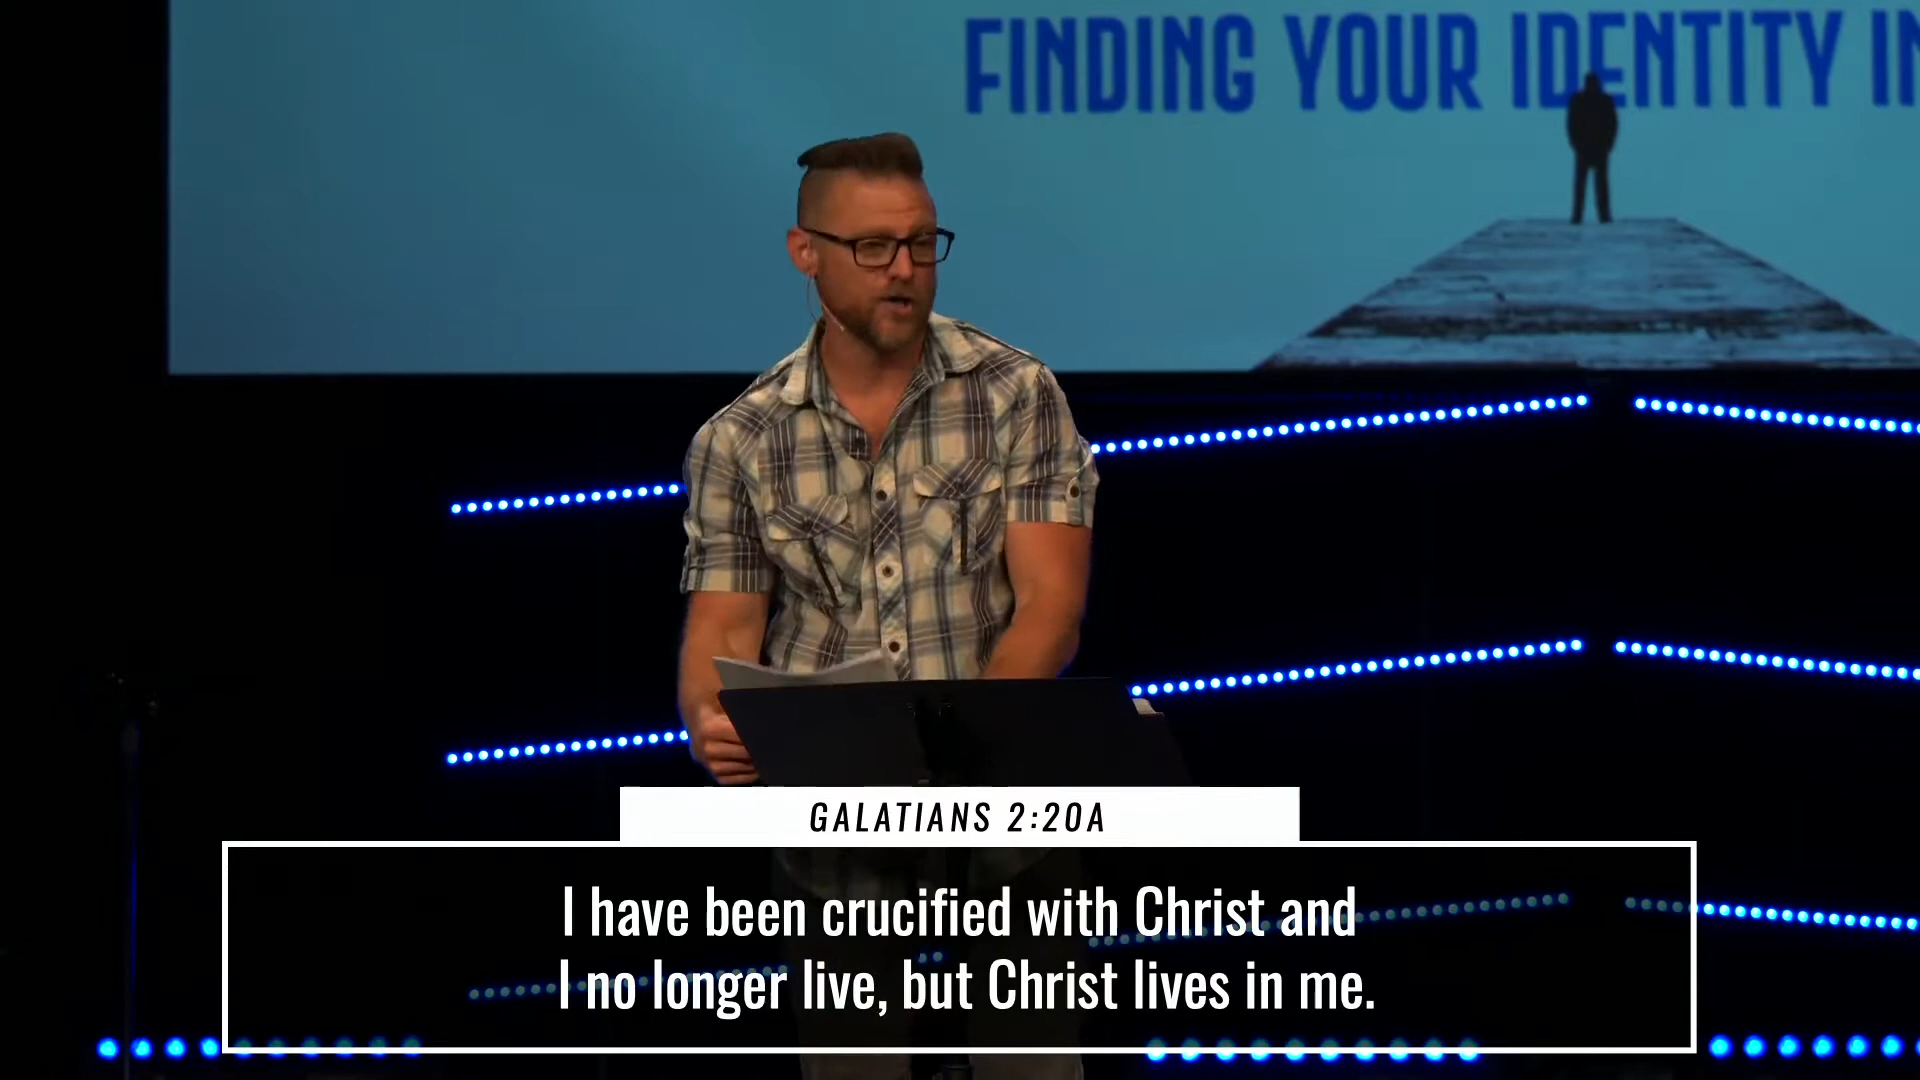 FINDING YOUR IDENTITY IN
GALATIANS 2:20A
I have been crucified with Christ and
I no longer live, but Christ lives in me.